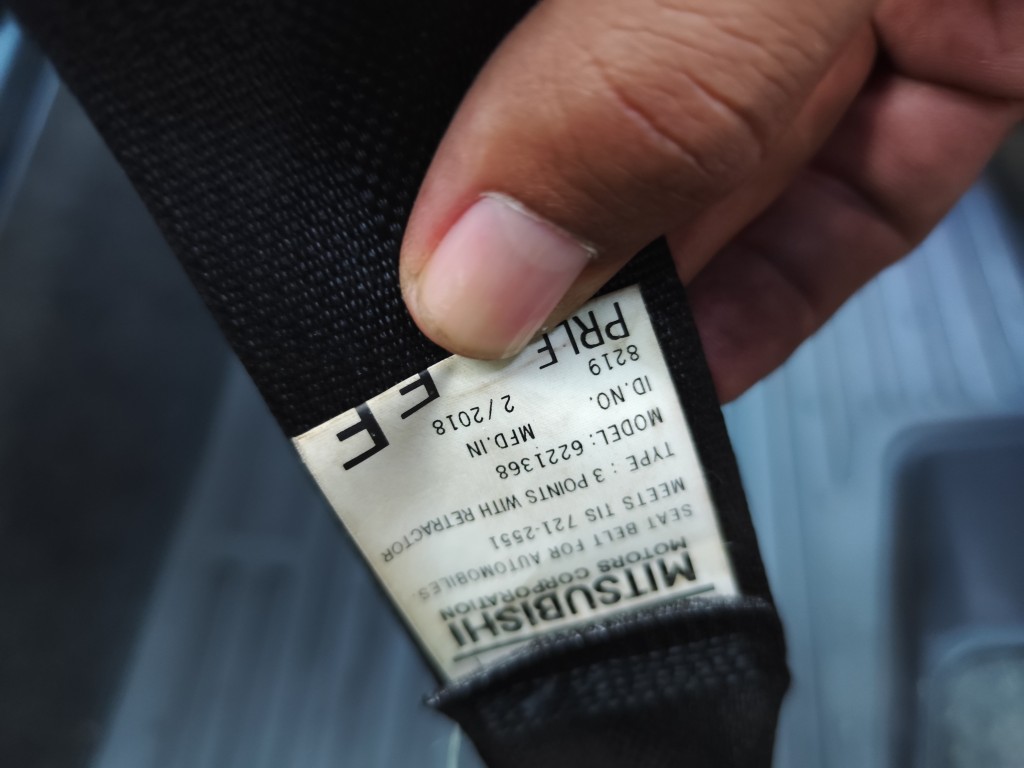 MITSUBISHI
MOTORS CORPORATION
SEAT BELT FOR AUTOMOBILES.
MEETS TIS 721-2551
TYPE : 3 POINTS WITH RETRACTOR
MODEL: 6221368
ID.NO. MFD.IN
8219 2/2018
PRLF